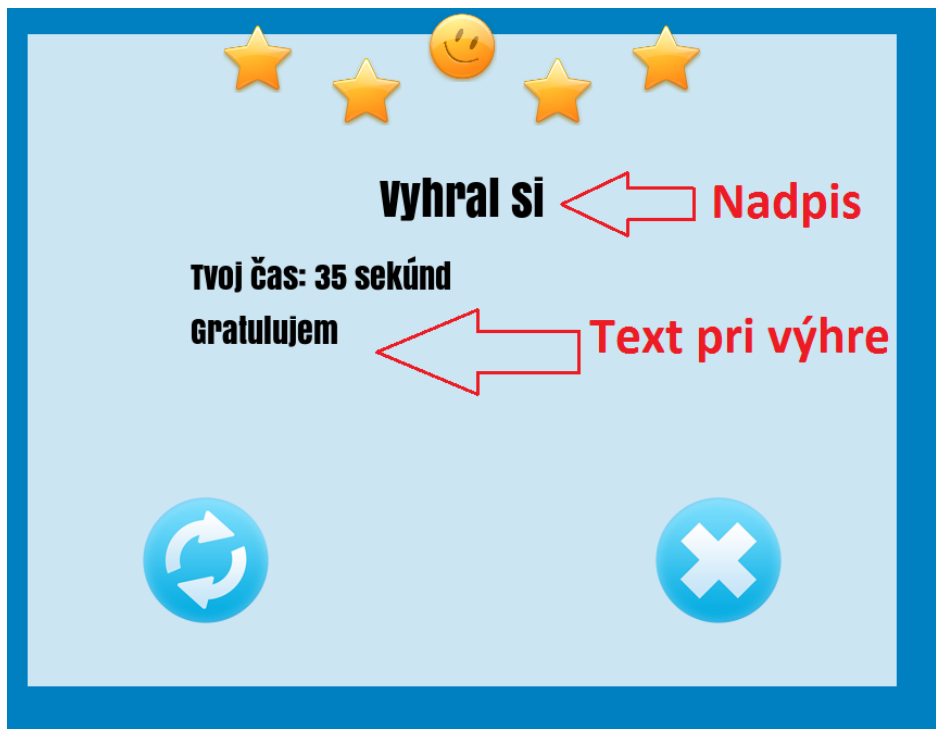 Vyhral si
Nadpis
Tvoj čas: 35 sekúnd
Gratulujem
Text pri výhre